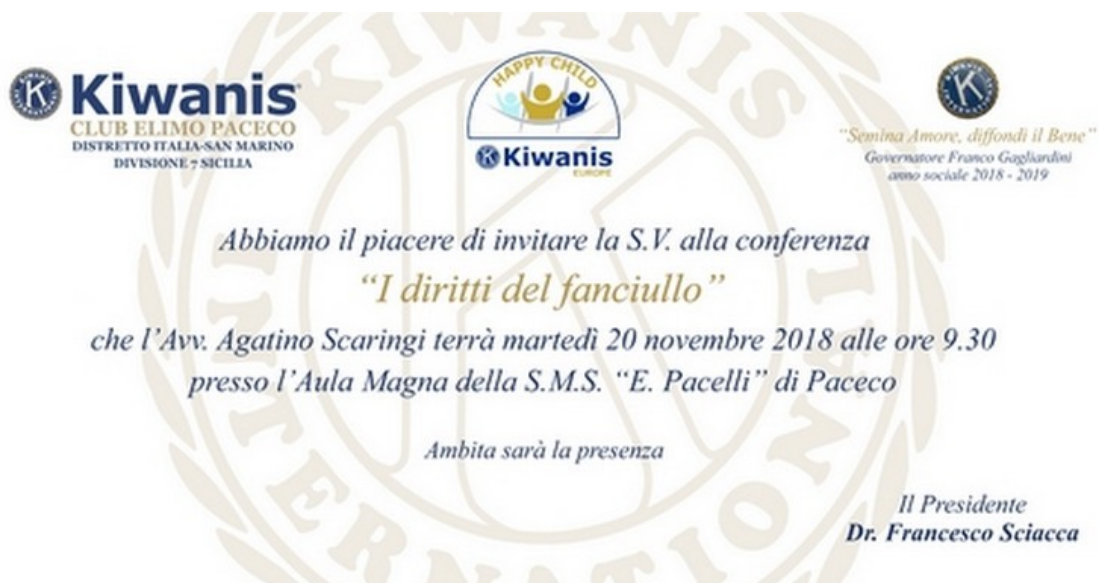 Kiwanis
CLUB ELIMO PACECO
DISTRETTO ITALIA-SAN MARINO
DIVISIONE 7 SICILIA
HAPPY CHILD
Kiwanis
EUROPE
“Semina Amore, diffondi il Bene”
Governatore Franco Gagliardini
anno sociale 2018 - 2019
Abbiamo il piacere di invitare la S.V. alla conferenza
“I diritti del fanciullo”
che l’Avv. Agatino Scaringi terrà martedì 20 novembre 2018 alle ore 9.30
presso l’Aula Magna della S.M.S. “E. Pacelli” di Paceco
Ambita sarà la presenza
Il Presidente
Dr. Francesco Sciacca
KIWANIS
INTERNATIONAL